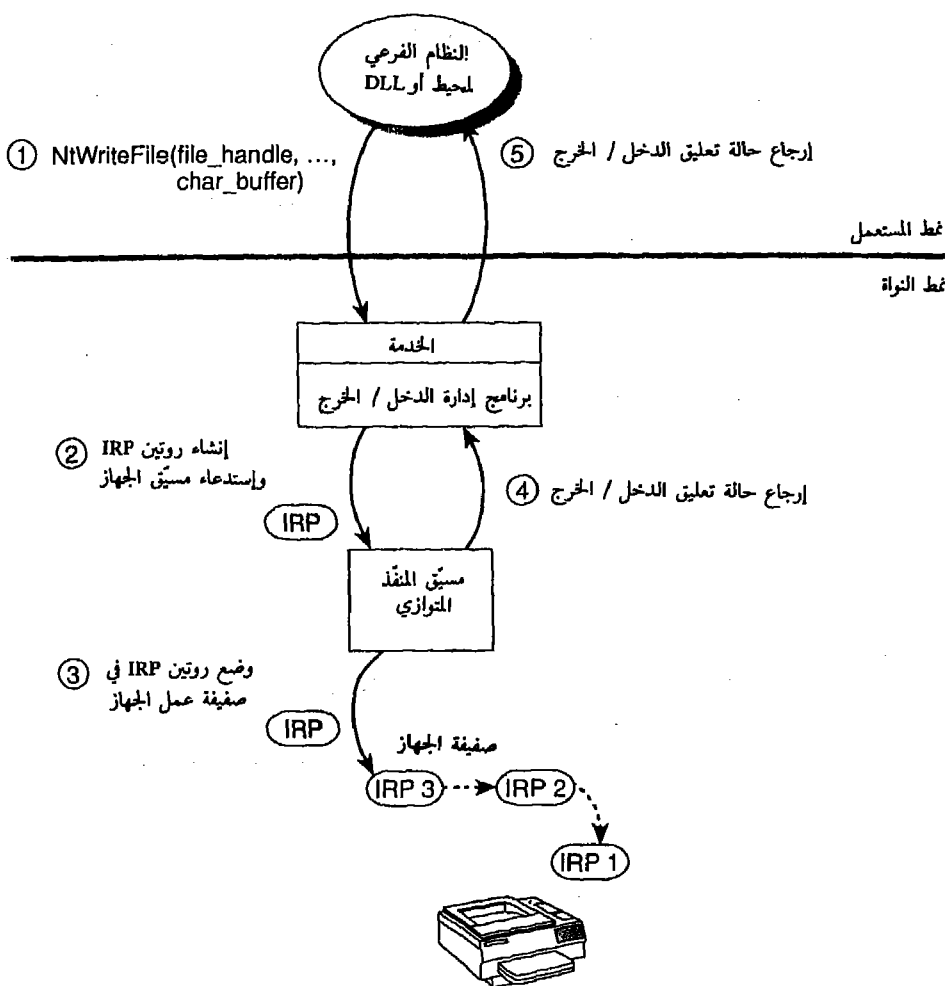 النظام الفرعي
لمحيط أو DLL
① NtWriteFile(file_handle, ...,
char_buffer)
⑤ إرجاع حالة تعليق الدخل / الخرج
نمط المستعمل
نمط النواة
الخدمة
برنامج إدارة الدخل / الخرج
② إنشاء روتين IRP
وإستدعاء مسيّق الجهاز
IRP
④ إرجاع حالة تعليق الدخل / الخرج
مسيّق المنفّذ
المتوازي
③ وضع روتين IRP في
صفيفة عمل الجهاز
IRP
صفيفة الجهاز
IRP 3
IRP 2
IRP 1